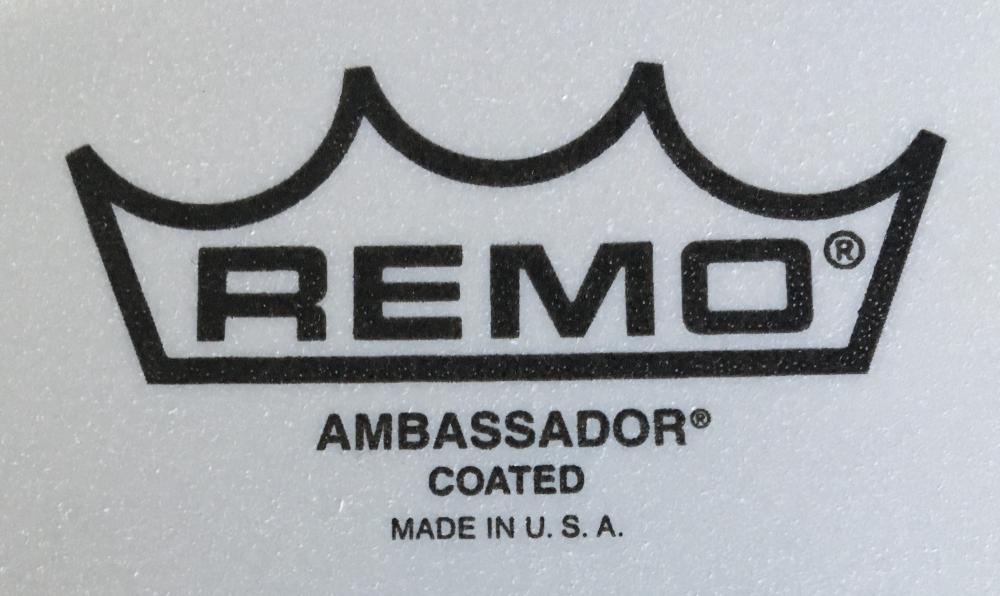 REMO®
AMBASSADOR®
COATED
MADE IN U. S. A.